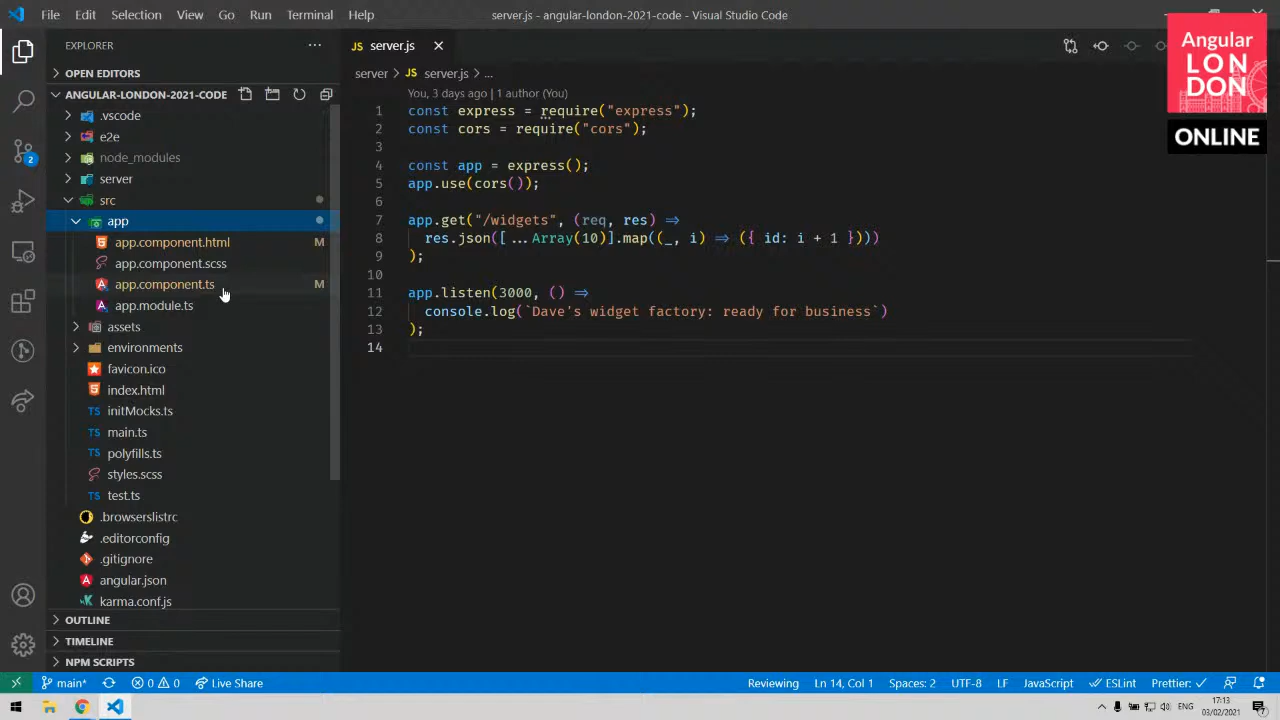 File Edit Selection View Go Run Terminal Help
server.js - angular-london-2021-code - Visual Studio Code
Angular
LON
DON
ONLINE
EXPLORER
OPEN EDITORS
ANGULAR-LONDON-2021-CODE
.vscode
e2e
node_modules
server
src
app
app.component.html M
app.component.scss
app.component.ts M
app.module.ts
assets
environments
favicon.ico
index.html
initMocks.ts
main.ts
polyfills.ts
styles.scss
test.ts
.browserslistrc
.editorconfig
.gitignore
angular.json
karma.conf.js
OUTLINE
TIMELINE
NPM SCRIPTS
2
JS server.js
server > JS server.js > ...
You, 3 days ago | 1 author (You)
1 const express = require("express");
2 const cors = require("cors");
3
4 const app = express();
5 app.use(cors());
6
7 app.get("/widgets", (req, res) =>
8 res.json([...Array(10)].map((_, i) => ({ id: i + 1 })))
9 );
10
11 app.listen(3000, () =>
12 console.log(`Dave's widget factory: ready for business`)
13 );
14
main* 0 0 Live Share
Reviewing Ln 14, Col 1 Spaces: 2 UTF-8 LF JavaScript ESLint Prettier: ✓
ENG
17:13
03/02/2021